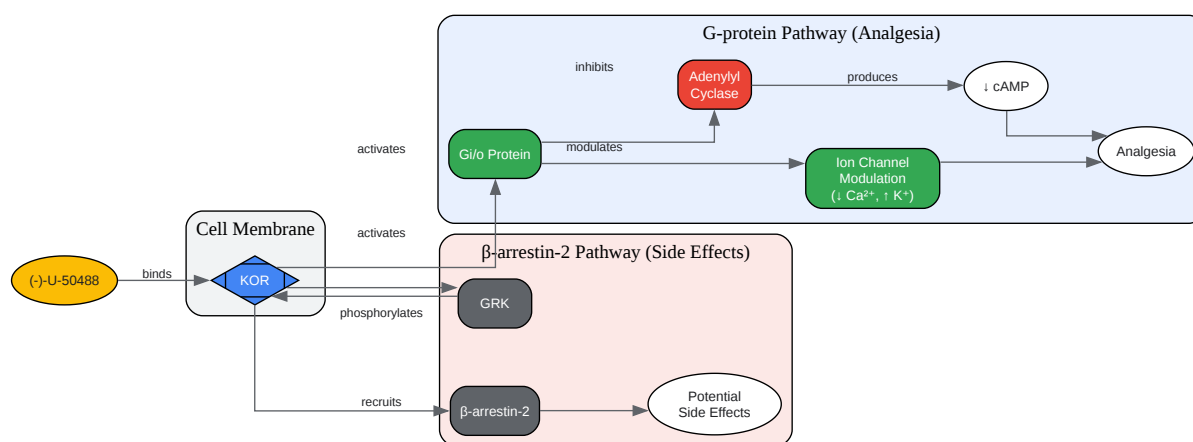 G-protein Pathway (Analgesia)
inhibits
Adenylyl
Cyclase
produces
↓ cAMP
activates
Gi/o Protein
modulates
Ion Channel
Modulation
(↓ Ca²⁺, ↑ K⁺)
Analgesia
Cell Membrane
activates
β-arrestin-2 Pathway (Side Effects)
(-)-U-50488
binds
KOR
GRK
phosphorylates
recruits
β-arrestin-2
Potential
Side Effects